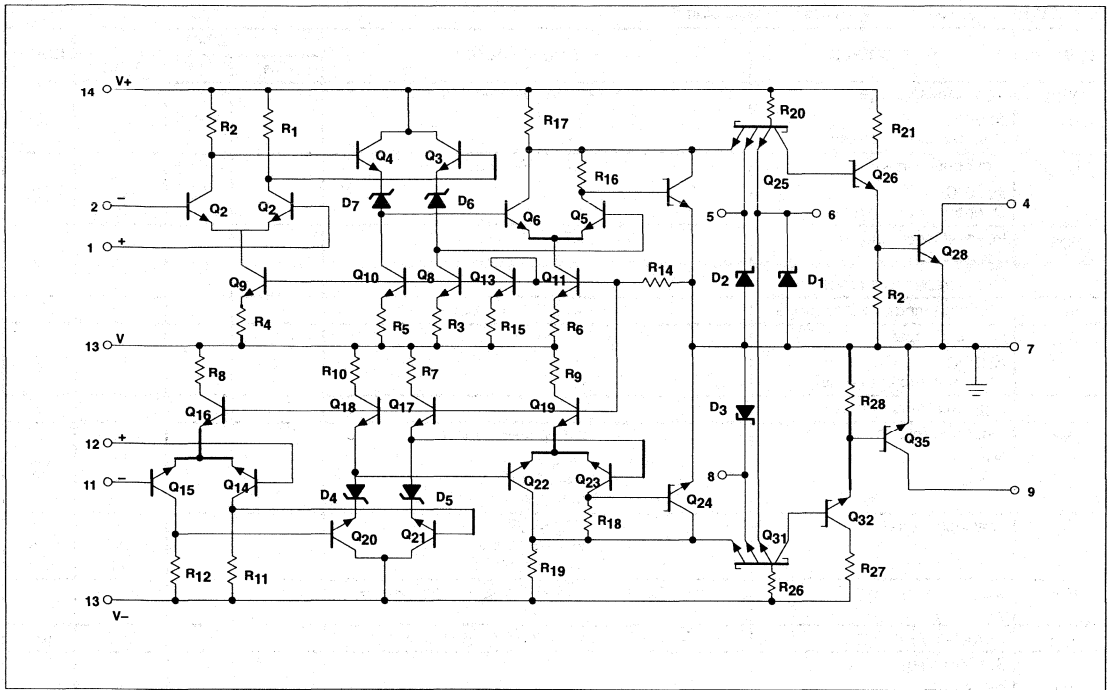 14 V+
R2 R1 R17 R20 R21
Q4 Q3 R16 Q25 Q26
2 − Q2 Q2 D7 D6 Q6 Q5 5 6 4
1 + Q28
Q9 Q10 Q8 Q13 Q11 R14 D2 D1 R2
R4 R5 R3 R15 R6
13 V 7
R8 R10 R7 R9 R28
Q16 Q18 Q17 Q19 D3 Q35
12 +
11 − Q15 Q14 D4 D5 Q22 Q23 Q24 8 9
Q20 Q21 R18 Q31 Q32
R12 R11 R19 R26 R27
13 V−